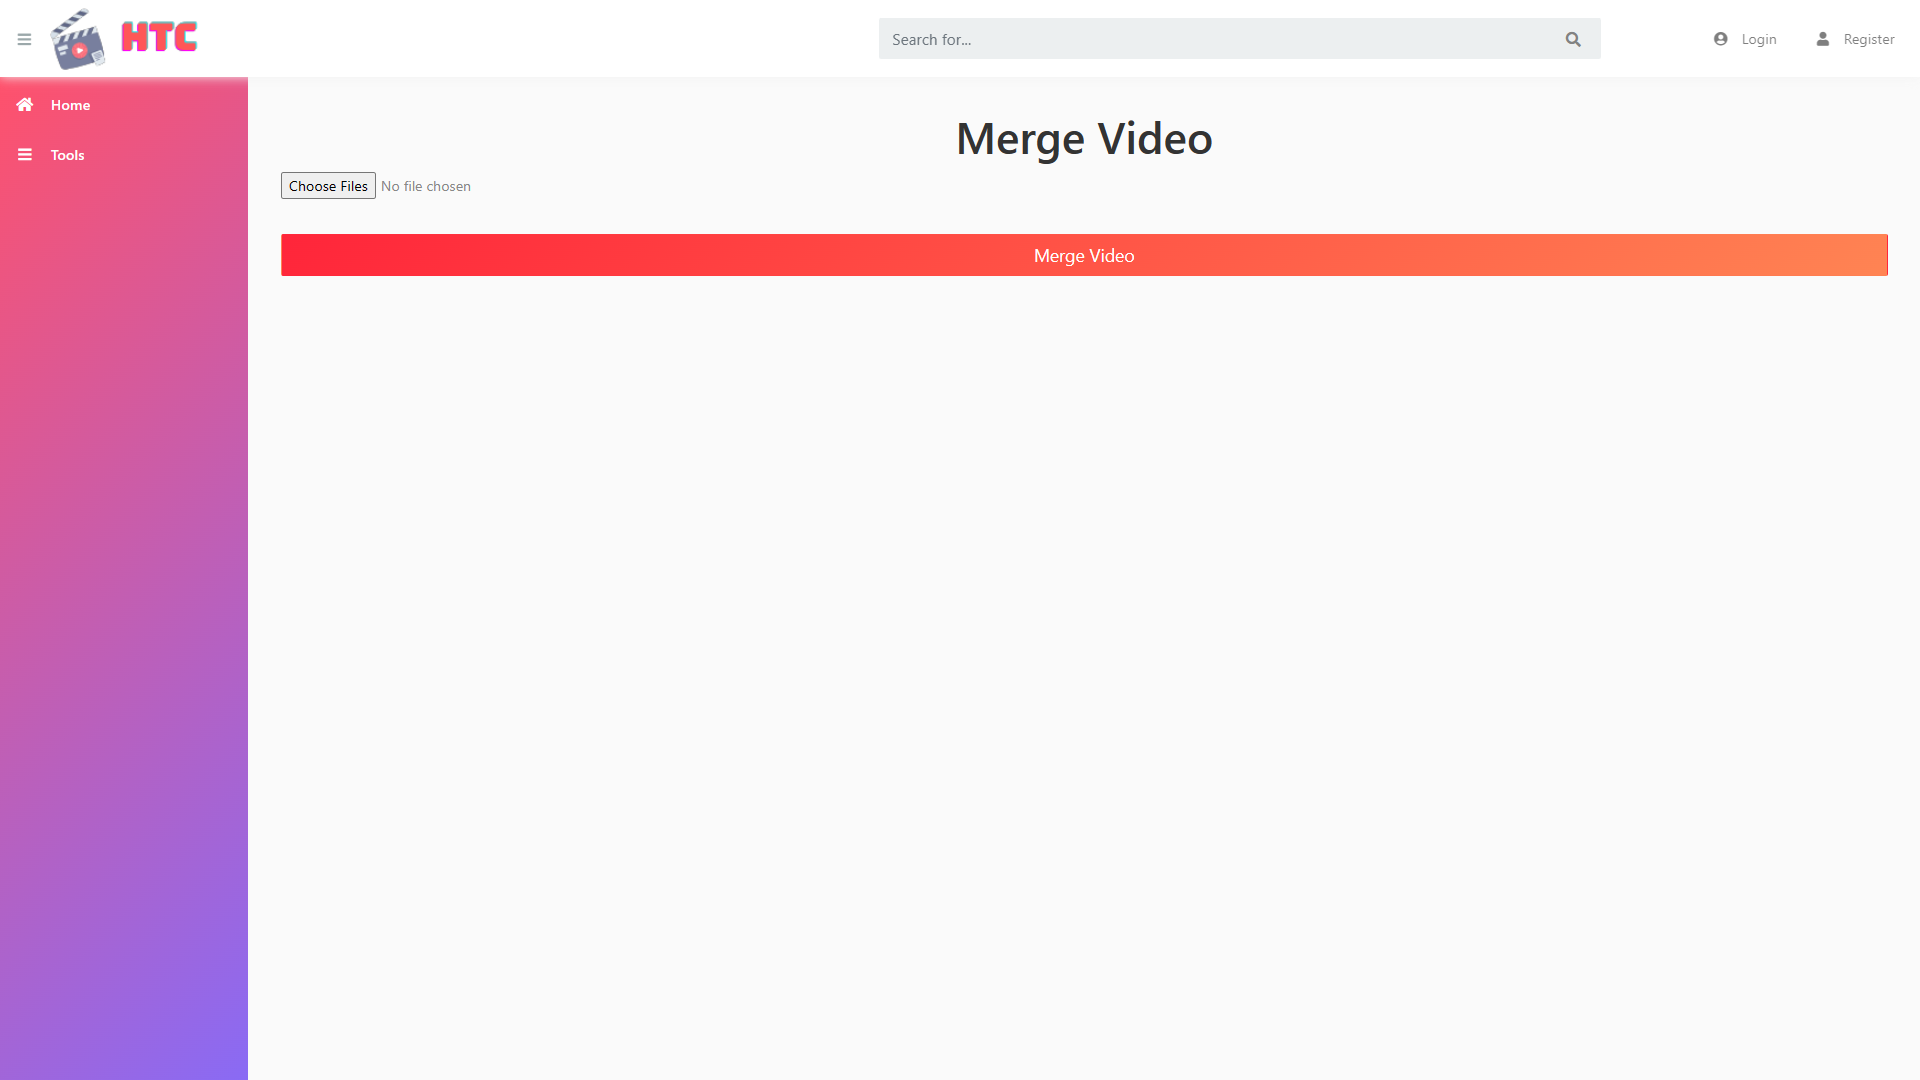 HTC
Search for...
Login
Register
Home
Tools
Merge Video
Choose Files No file chosen
Merge Video